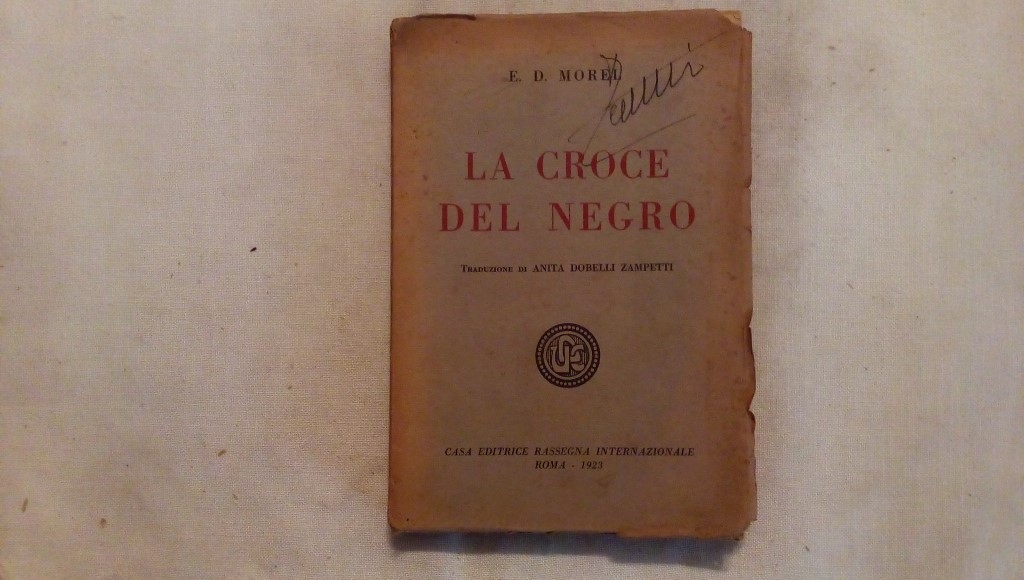 E. D. MOREL
LA CROCE
DEL NEGRO
TRADUZIONE DI ANITA DOBELLI ZAMPETTI
CASA EDITRICE RASSEGNA INTERNAZIONALE
ROMA - 1923